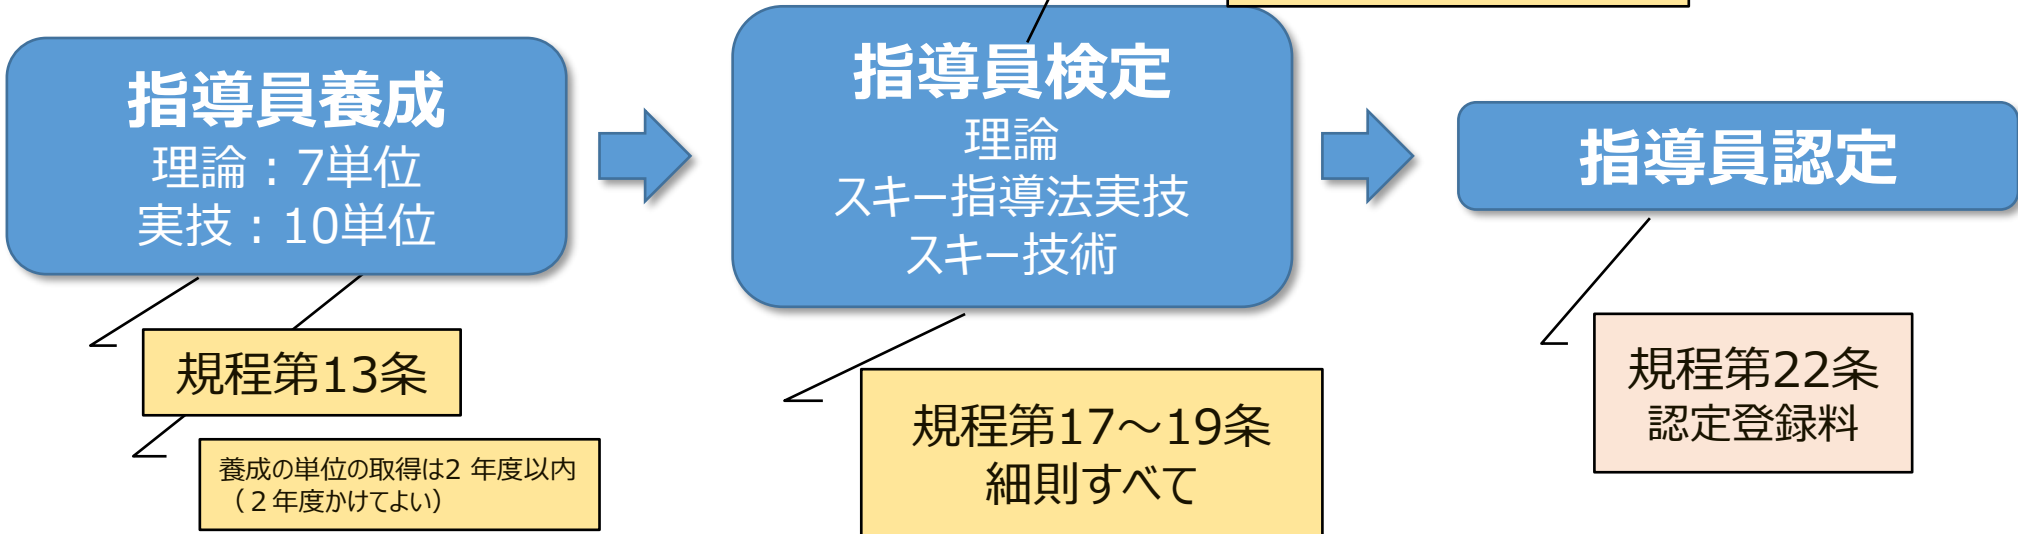 指導員養成
理論：7単位
実技：10単位
指導員検定
理論
スキー指導法実技
スキー技術
指導員認定
規程第13条
養成の単位の取得は2 年度以内
（２年度かけてよい）
規程第17～19条
細則すべて
規程第22条
認定登録料